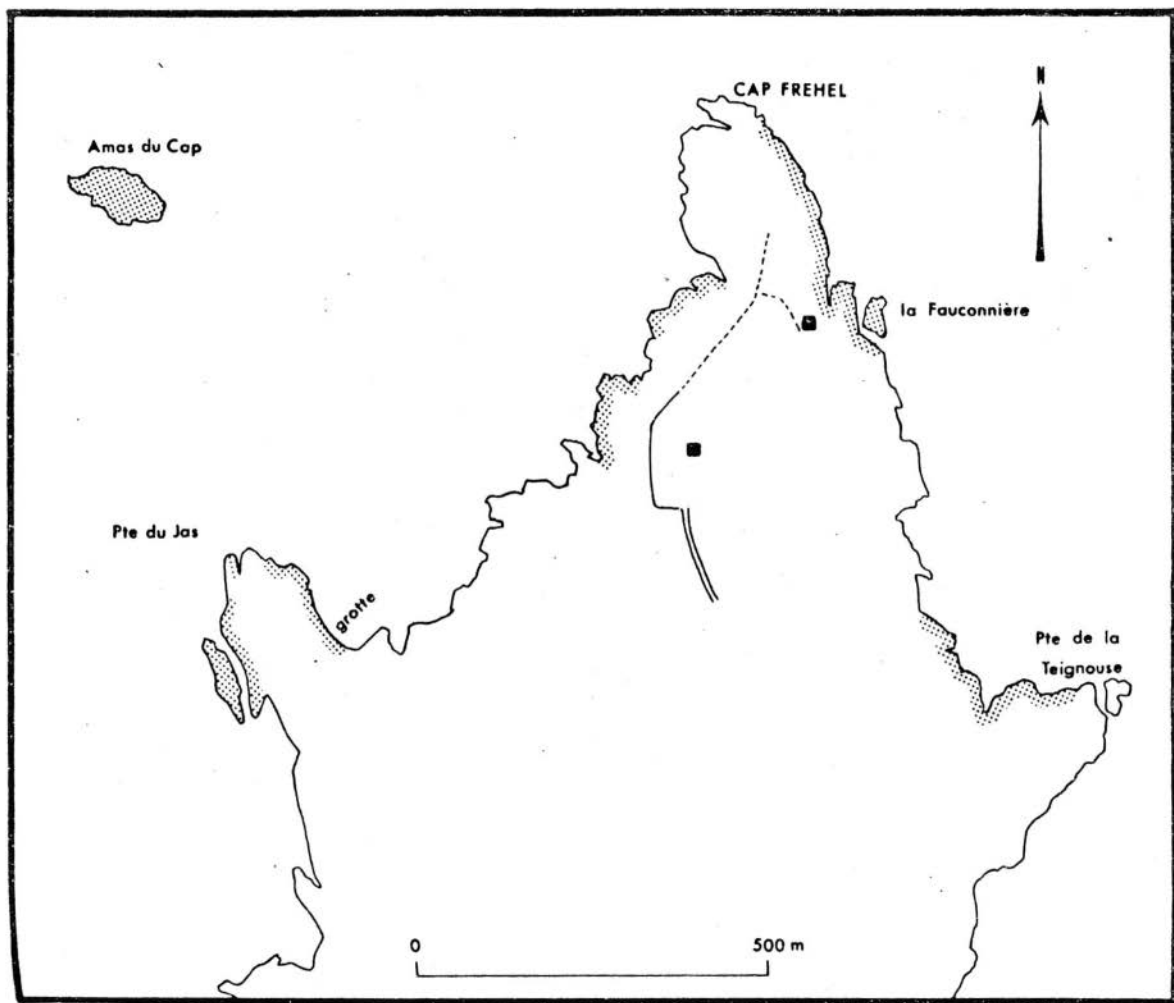 CAP FREHEL
N
Amas du Cap
la Fauconnière
Pte du Jas
grotte
Pte de la
Teignouse
0
500 m